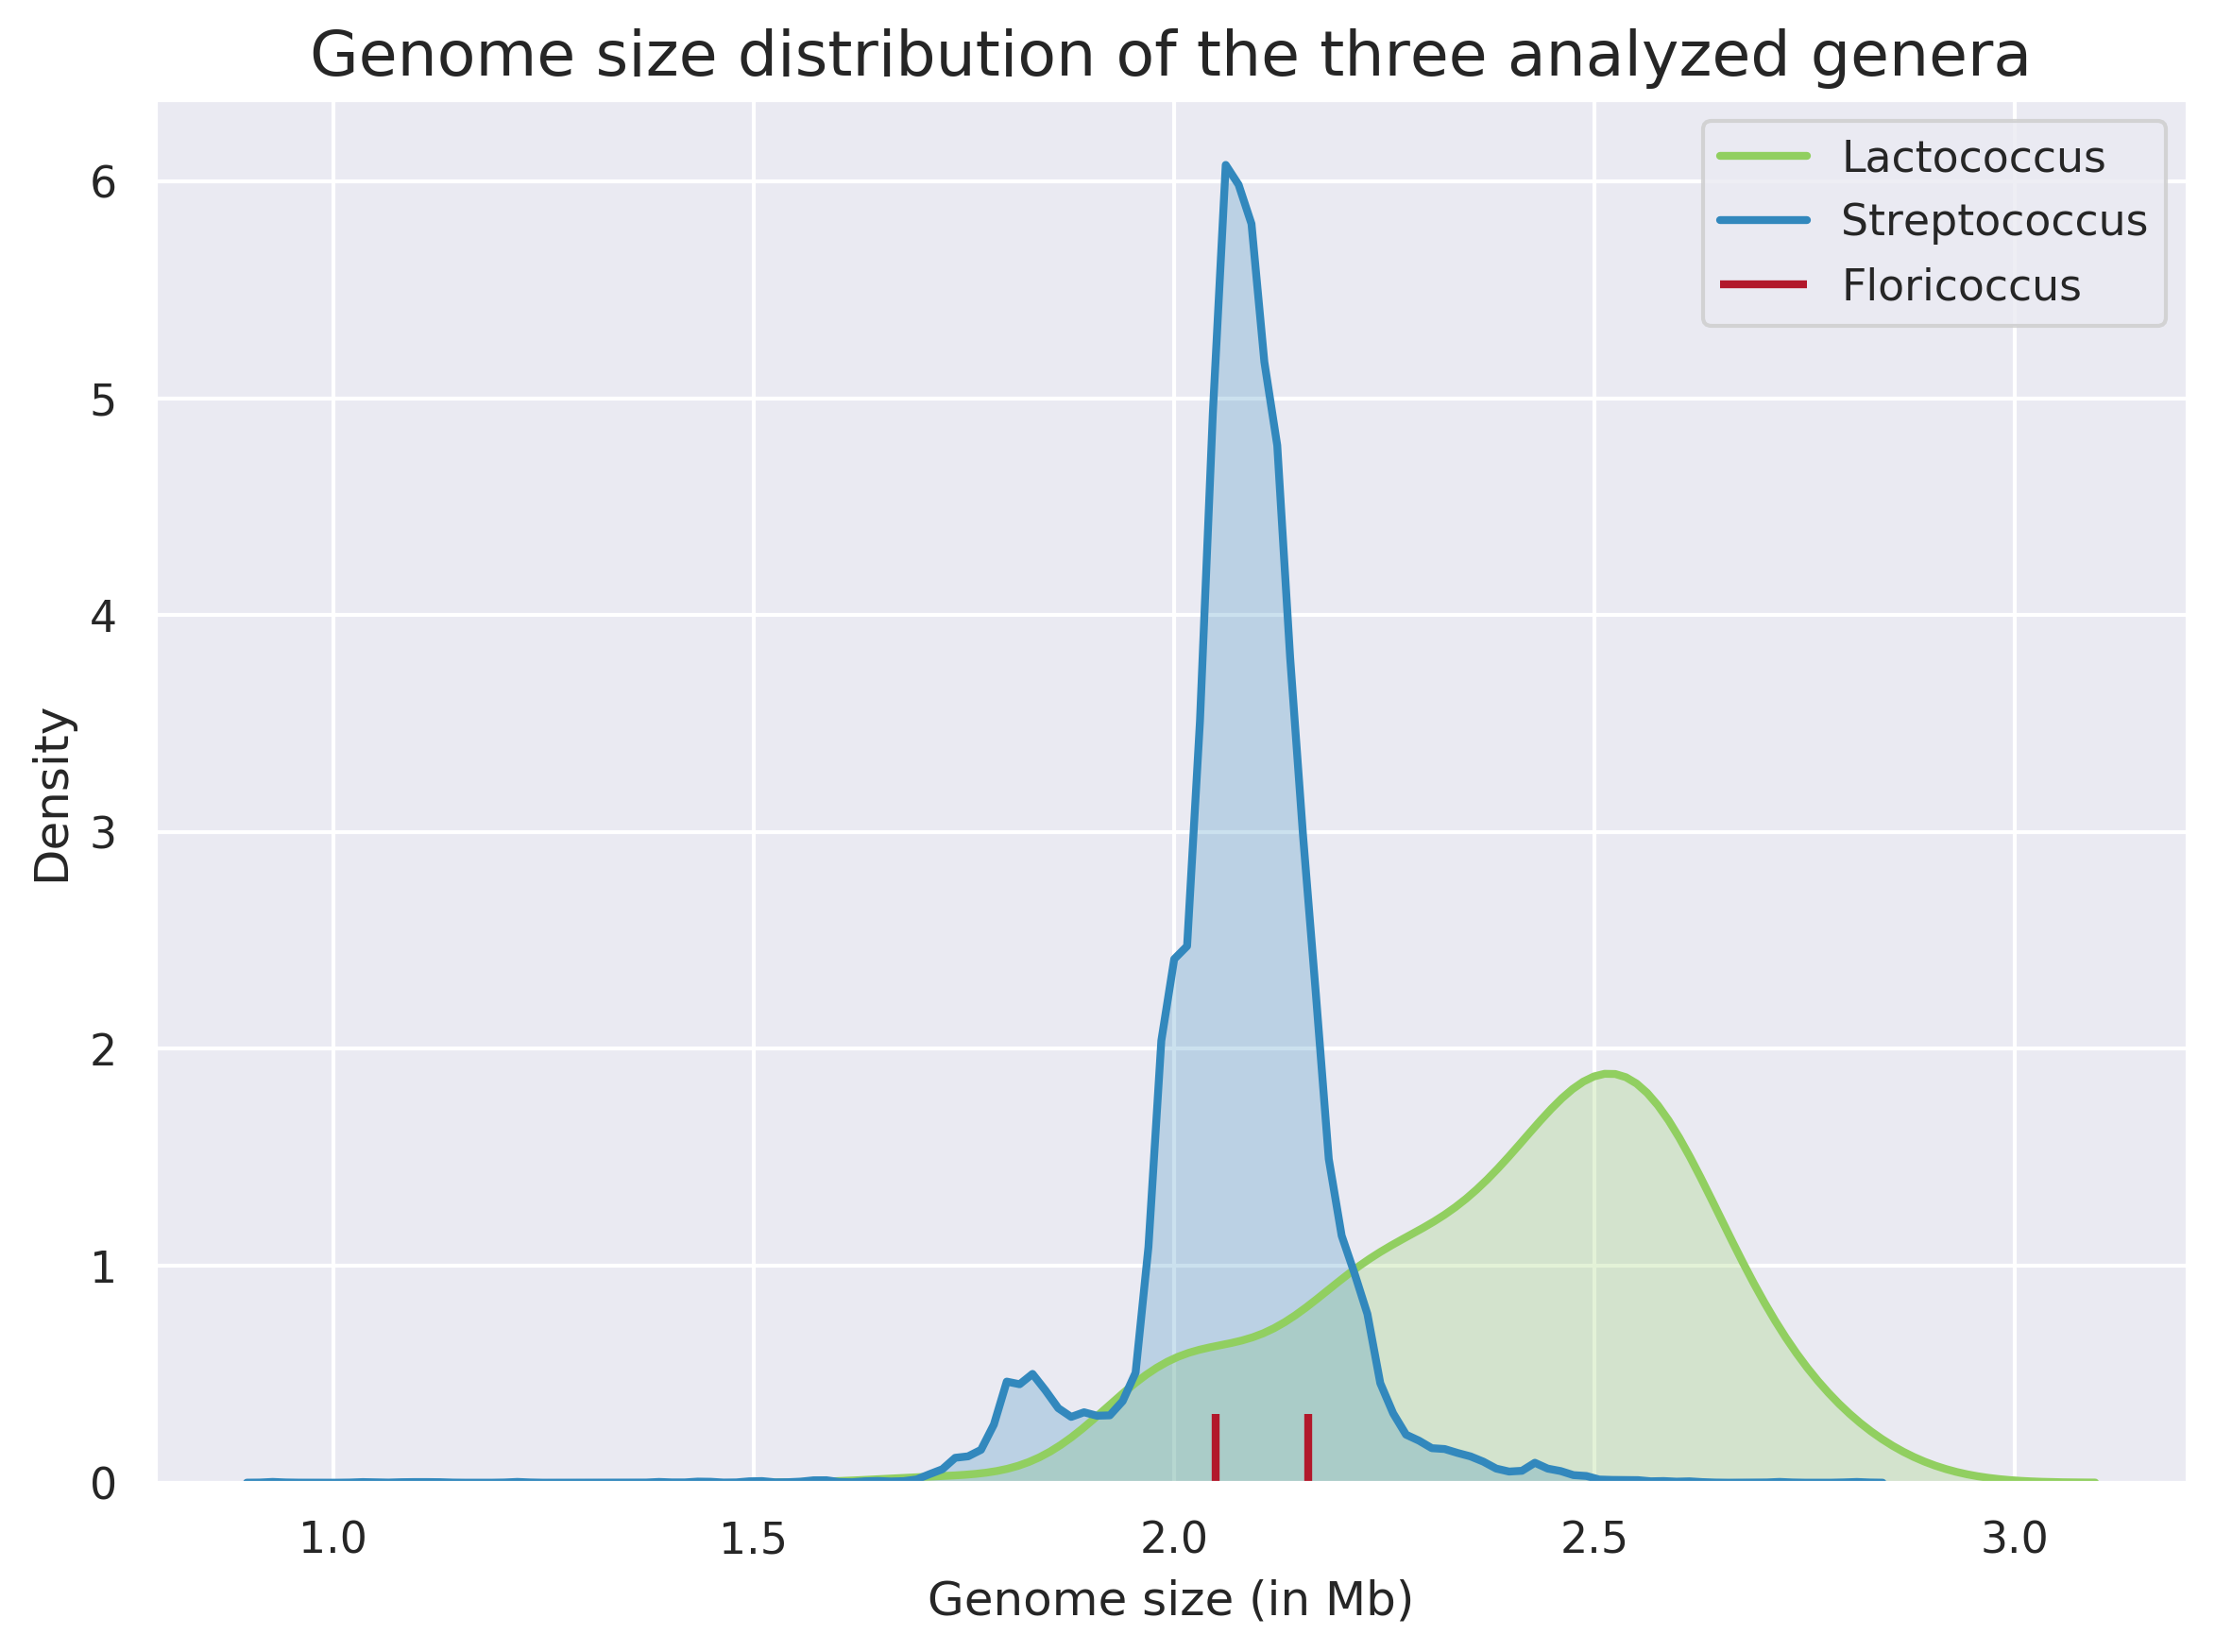 Genome size distribution of the three analyzed genera
Lactococcus
Streptococcus
Floricoccus
6
5
4
3
2
1
0
Density
1.0 1.5 2.0 2.5 3.0
Genome size (in Mb)